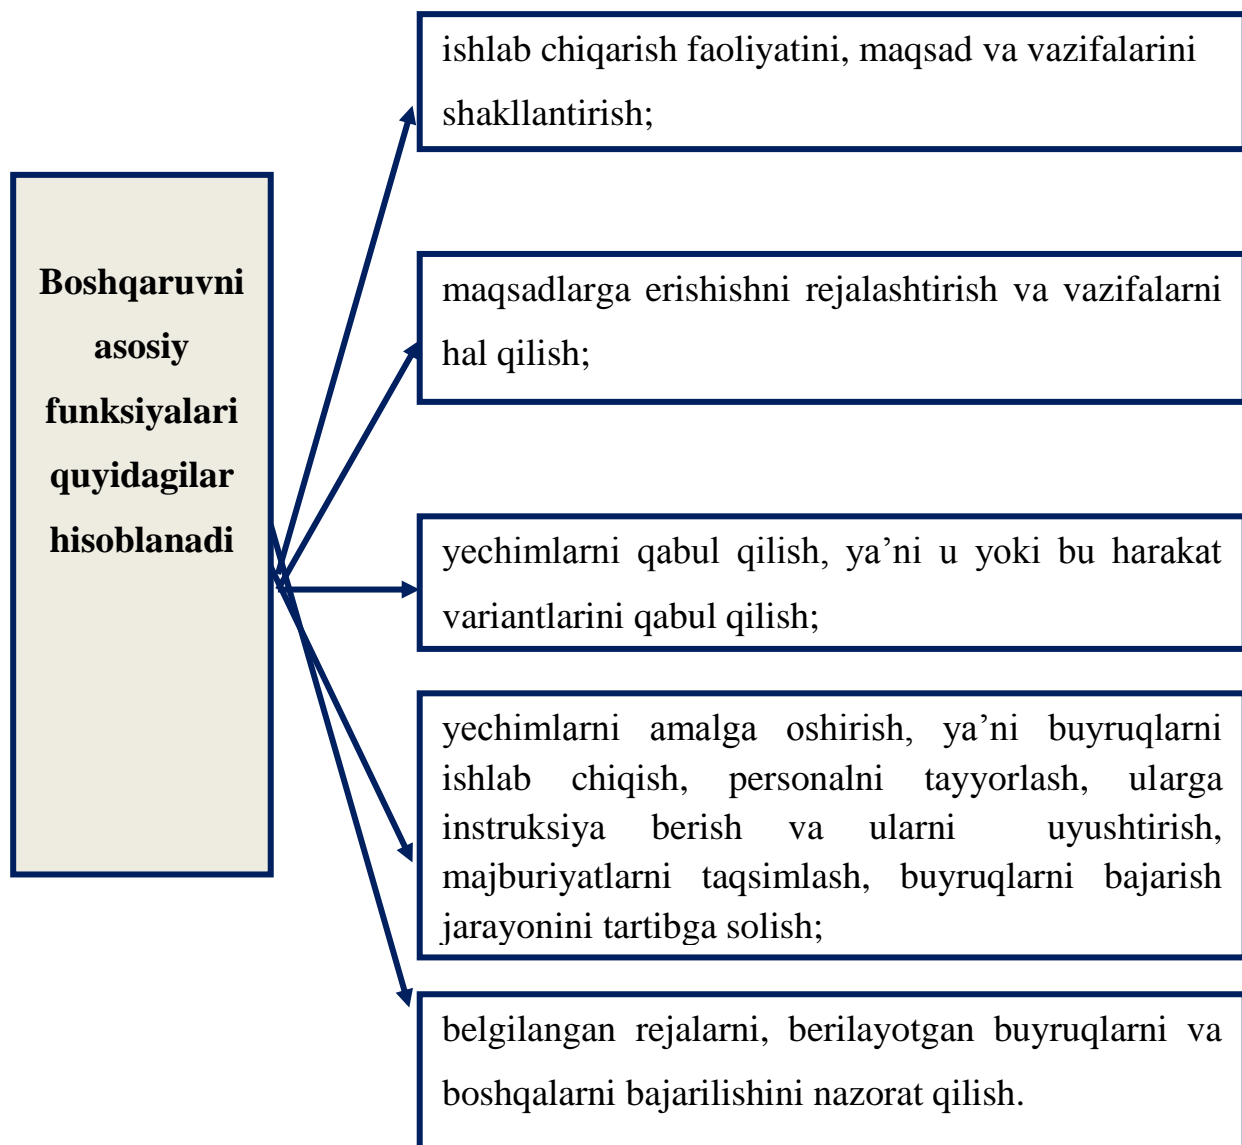 Boshqaruvni
asosiy
funksiyalari
quyidagilar
hisoblanadi
ishlab chiqarish faoliyatini, maqsad va vazifalarini
shakllantirish;
maqsadlarga erishishni rejalashtirish va vazifalarni
hal qilish;
yechimlarni qabul qilish, ya’ni u yoki bu harakat
variantlarini qabul qilish;
yechimlarni amalga oshirish, ya’ni buyruqlarni
ishlab chiqish, personalni tayyorlash, ularga
instruksiya berish va ularni uyushtirish,
majburiyatlarni taqsimlash, buyruqlarni bajarish
jarayonini tartibga solish;
belgilangan rejalarni, berilayotgan buyruqlarni va
boshqalarni bajarilishini nazorat qilish.